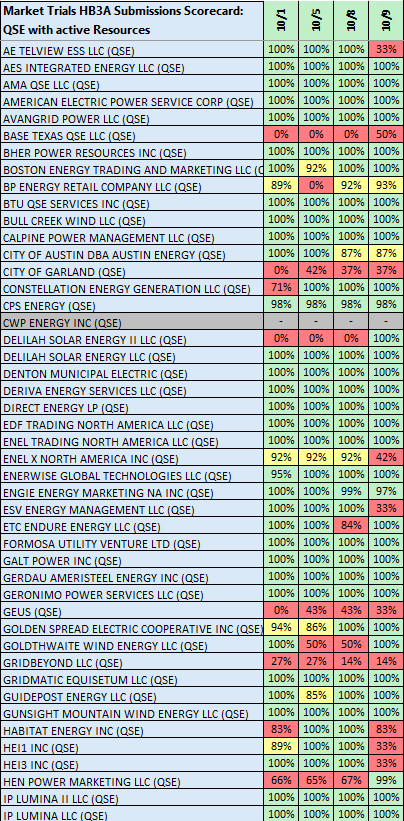 Market Trials HB3A Submissions Scorecard: QSE with active Resources 10/1 10/5 10/8 10/9
AE TELVIEW ESS LLC (QSE) 100% 100% 100% 33%
AES INTEGRATED ENERGY LLC (QSE) 100% 100% 100% 100%
AMA QSE LLC (QSE) 100% 100% 100% 100%
AMERICAN ELECTRIC POWER SERVICE CORP (QSE) 100% 100% 100% 100%
AVANGRID POWER LLC (QSE) 100% 100% 100% 100%
BASE TEXAS QSE LLC (QSE) 0% 0% 0% 50%
BHER POWER RESOURCES INC (QSE) 100% 100% 100% 100%
BOSTON ENERGY TRADING AND MARKETING LLC (C 100% 92% 100% 100%
BP ENERGY RETAIL COMPANY LLC (QSE) 89% 0% 92% 93%
BTU QSE SERVICES INC (QSE) 100% 100% 100% 100%
BULL CREEK WIND LLC (QSE) 100% 100% 100% 100%
CALPINE POWER MANAGEMENT LLC (QSE) 100% 100% 100% 100%
CITY OF AUSTIN DBA AUSTIN ENERGY (QSE) 100% 100% 87% 87%
CITY OF GARLAND (QSE) 0% 42% 37% 37%
CONSTELLATION ENERGY GENERATION LLC (QSE) 71% 100% 100% 100%
CPS ENERGY (QSE) 98% 98% 98% 98%
CWP ENERGY INC (QSE) - - - -
DELILAH SOLAR ENERGY II LLC (QSE) 0% 0% 0% 100%
DELILAH SOLAR ENERGY LLC (QSE) 100% 100% 100% 100%
DENTON MUNICIPAL ELECTRIC (QSE) 100% 100% 100% 100%
DERIVA ENERGY SERVICES LLC (QSE) 100% 100% 100% 100%
DIRECT ENERGY LP (QSE) 100% 100% 100% 100%
EDF TRADING NORTH AMERICA LLC (QSE) 100% 100% 100% 100%
ENEL TRADING NORTH AMERICA LLC (QSE) 100% 100% 100% 100%
ENEL X NORTH AMERICA INC (QSE) 92% 92% 92% 42%
ENERWISE GLOBAL TECHNOLOGIES LLC (QSE) 95% 100% 100% 100%
ENGIE ENERGY MARKETING NA INC (QSE) 100% 100% 99% 97%
ESV ENERGY MANAGEMENT LLC (QSE) 100% 100% 100% 33%
ETC ENDURE ENERGY LLC (QSE) 100% 100% 84% 100%
FORMOSA UTILITY VENTURE LTD (QSE) 100% 100% 100% 100%
GALT POWER INC (QSE) 100% 100% 100% 100%
GERDAU AMERISTEEL ENERGY INC (QSE) 100% 100% 100% 100%
GERONIMO POWER SERVICES LLC (QSE) 100% 100% 100% 100%
GEUS (QSE) 0% 43% 43% 33%
GOLDEN SPREAD ELECTRIC COOPERATIVE INC (QSE) 94% 86% 100% 100%
GOLDTHWAITE WIND ENERGY LLC (QSE) 100% 50% 50% 100%
GRIDBEYOND LLC (QSE) 27% 27% 14% 14%
GRIDMATIC EQUISETUM LLC (QSE) 100% 100% 100% 100%
GUIDEPOST ENERGY LLC (QSE) 100% 85% 100% 100%
GUNSIGHT MOUNTAIN WIND ENERGY LLC (QSE) 100% 100% 100% 100%
HABITAT ENERGY INC (QSE) 83% 100% 100% 83%
HEI1 INC (QSE) 89% 100% 100% 33%
HEI3 INC (QSE) 100% 100% 100% 33%
HEN POWER MARKETING LLC (QSE) 66% 65% 67% 99%
IP LUMINA II LLC (QSE) 100% 100% 100% 100%
IP LUMINA LLC (QSE) 100% 100% 100% 100%